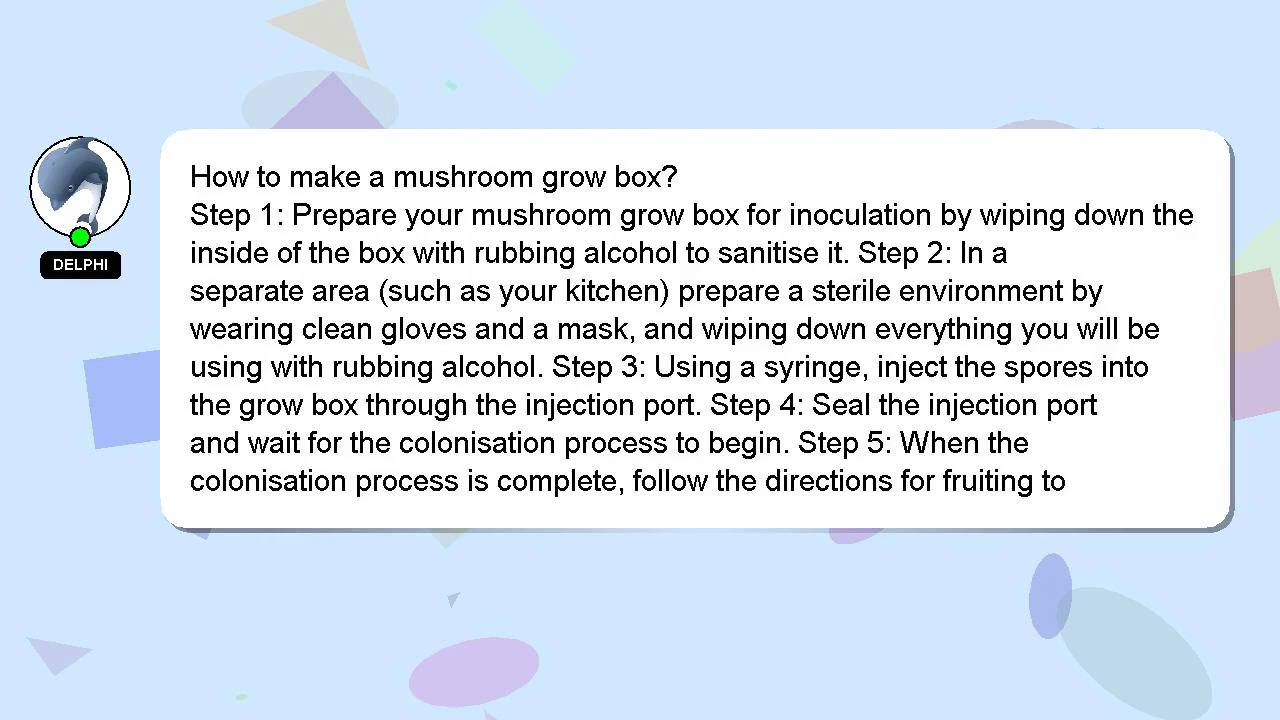 How to make a mushroom grow box?
Step 1: Prepare your mushroom grow box for inoculation by wiping down the
inside of the box with rubbing alcohol to sanitise it. Step 2: In a
separate area (such as your kitchen) prepare a sterile environment by
wearing clean gloves and a mask, and wiping down everything you will be
using with rubbing alcohol. Step 3: Using a syringe, inject the spores into
the grow box through the injection port. Step 4: Seal the injection port
and wait for the colonisation process to begin. Step 5: When the
colonisation process is complete, follow the directions for fruiting to
DELPHI